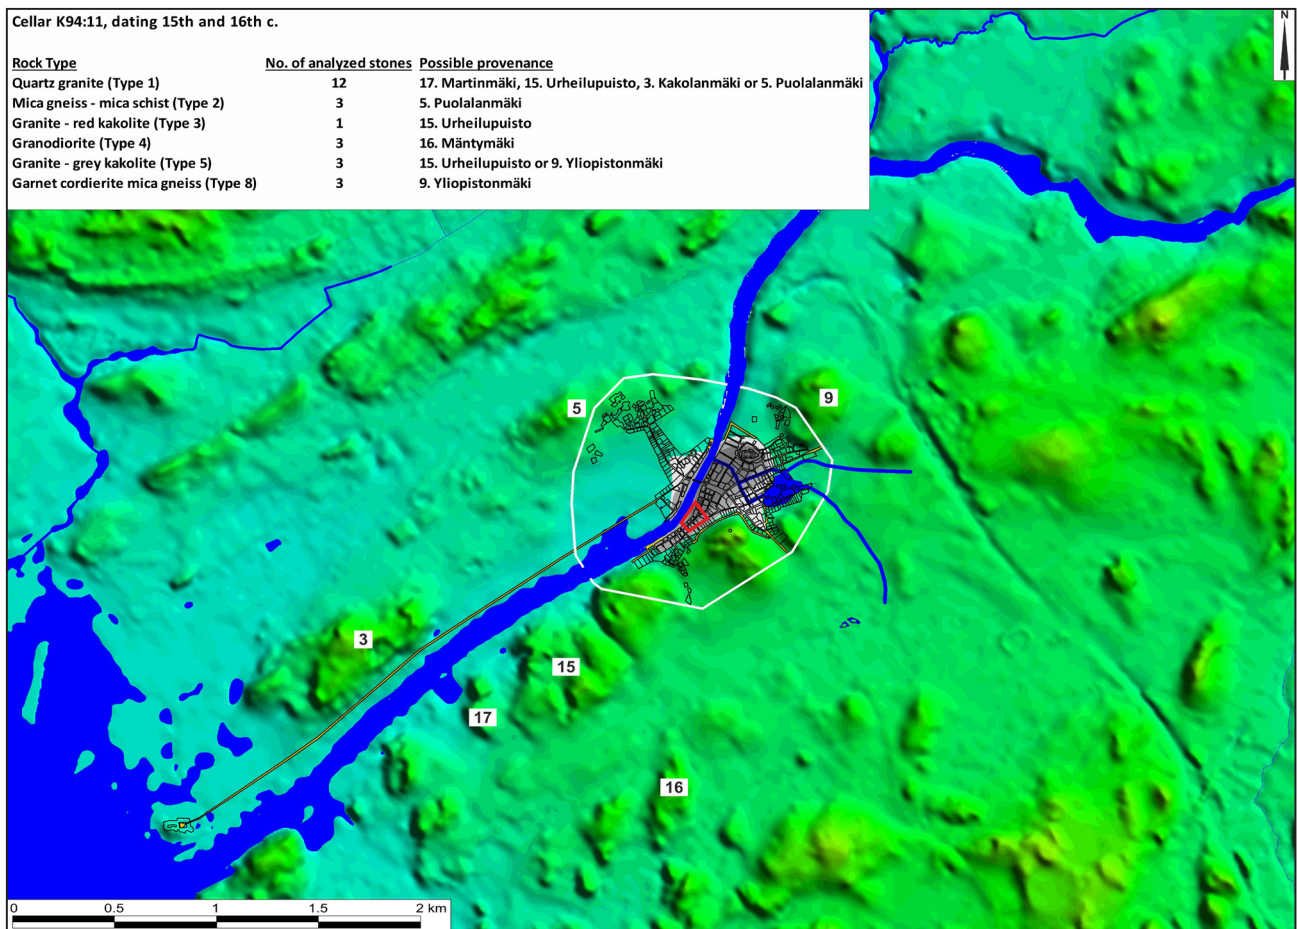 Cellar K94:11, dating 15th and 16th c.
N
Rock Type No. of analyzed stones Possible provenance
Quartz granite (Type 1) 12 17. Martinmäki, 15. Urheilupuisto, 3. Kakolanmäki or 5. Puolalanmäki
Mica gneiss - mica schist (Type 2) 3 5. Puolalanmäki
Granite - red kakolite (Type 3) 1 15. Urheilupuisto
Granodiorite (Type 4) 3 16. Mäntymäki
Granite - grey kakolite (Type 5) 3 15. Urheilupuisto or 9. Yliopistonmäki
Garnet cordierite mica gneiss (Type 8) 3 9. Yliopistonmäki
9
5
3
15
17
16
0 0.5 1 1.5 2 km